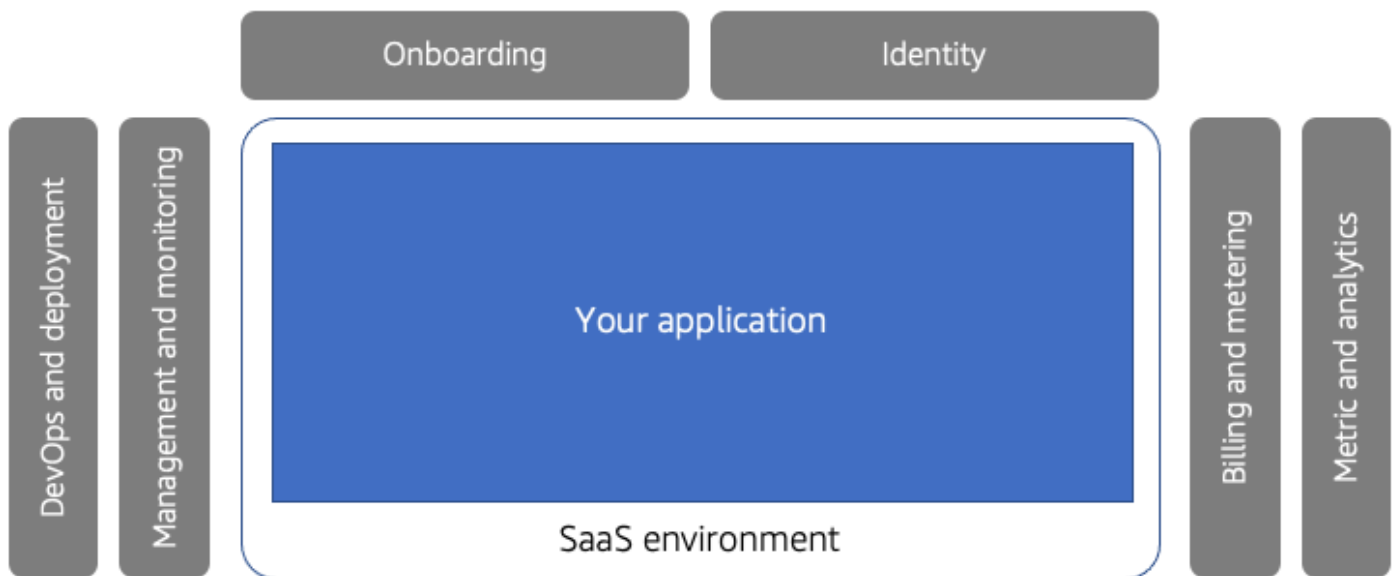 Onboarding
Identity
DevOps and deployment
Management and monitoring
Your application
SaaS environment
Billing and metering
Metric and analytics